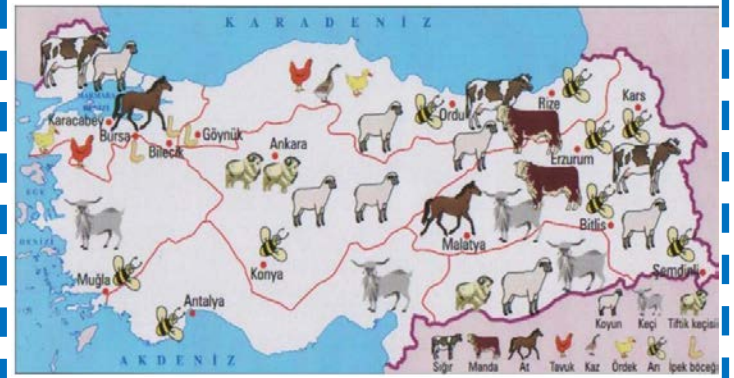 KARADENİZ
MARMARA
DENİZİ
Karacabey
Bursa
Bilecik
Göynük
Ankara
Ordu
Rize
Kars
Erzurum
EGE
DENİZİ
Malatya
Bitlis
Muğla
Konya
Şemdinli
Antalya
AKDENİZ
Koyun Keçi Tiftik keçisi
Sığır Manda At Tavuk Kaz Ördek Arı İpek böceği